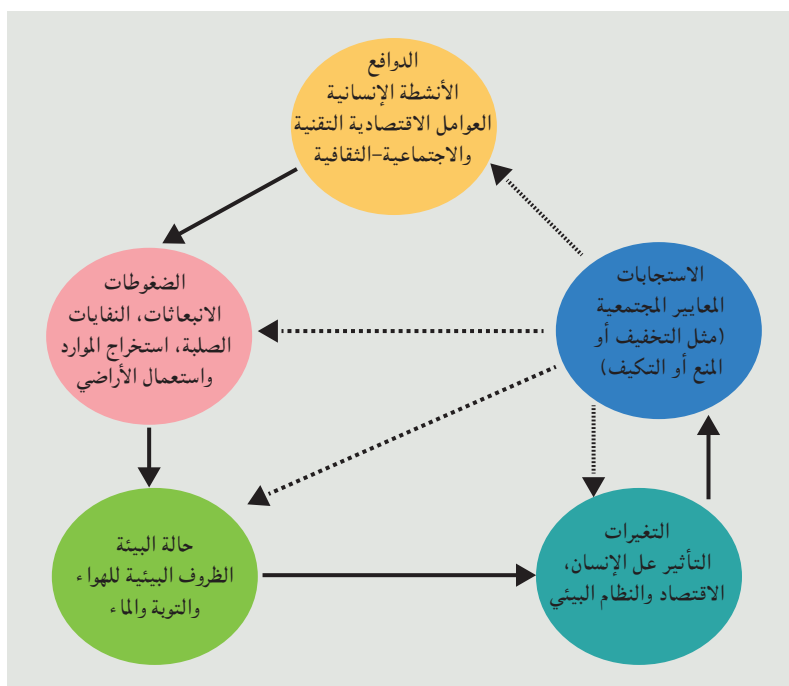 الدوافع
الأنشطة الإنسانية
العوامل الاقتصادية التقنية
والاجتماعية-الثقافية
الاستجابات
المعايير المجتمعية
(مثل التخفيف أو
المنع أو التكيف)
الضغوطات
الانبعاثات، النفايات
الصلبة، استخراج الموارد
واستعمال الأراضي
التغيرات
التأثير عل الإنسان،
الاقتصاد والنظام البيئي
حالة البيئة
الظروف البيئية للهواء
والتوبة والماء